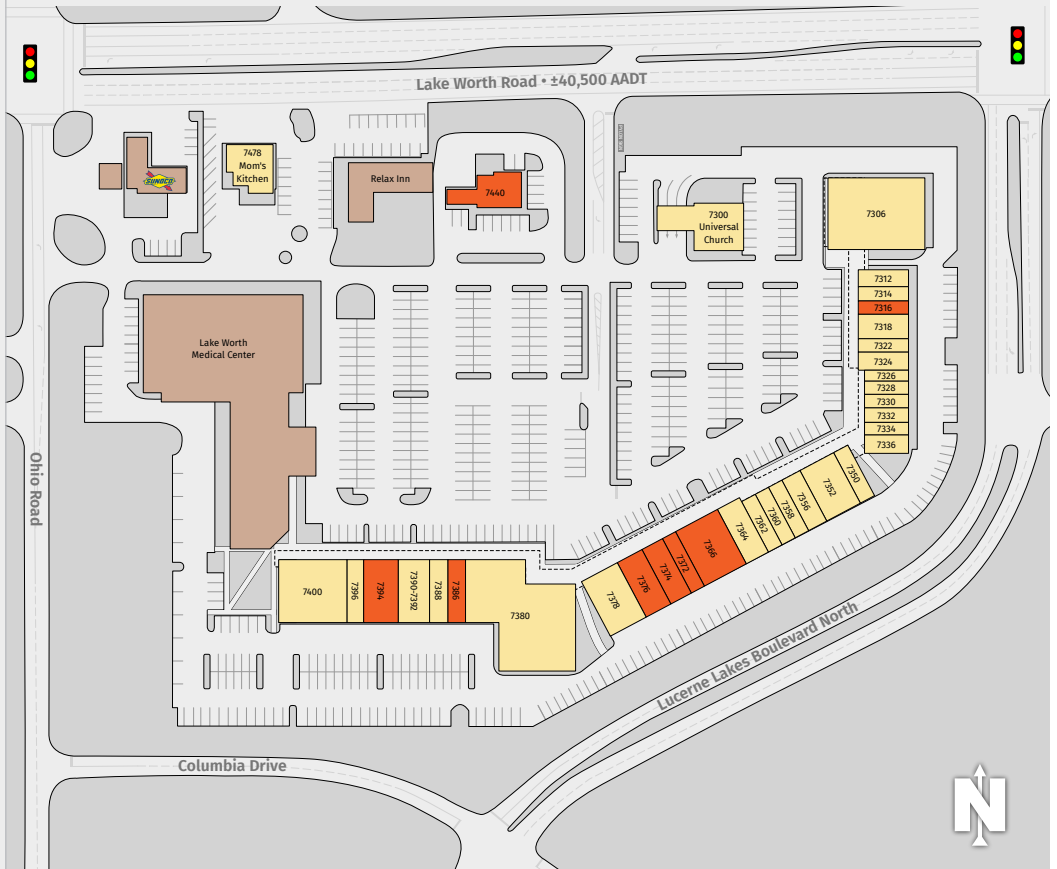 Lake Worth Road • ±40,500 AADT
7478
Mom's
Kitchen
SUNOCO
Relax Inn
7440
7300
Universal
Church
7306
7312
7314
7316
7318
7322
7324
7326
7328
7330
7332
7334
7336
Lake Worth
Medical Center
7350
7352
7356
7358
7360
7362
7364
7366
7372
7374
7376
7378
7400
7396
7394
7390-7392
7388
7386
7380
Ohio Road
Lucerne Lakes Boulevard North
Columbia Drive
N